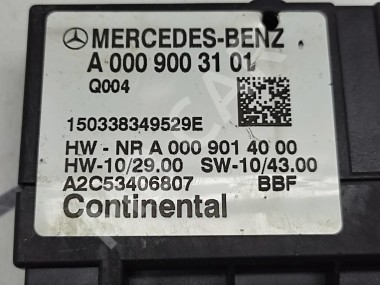 MERCEDES-BENZ
A 000 900 31 01
Q004
150338349529E
HW - NR A 000 901 40 00
HW-10/29.00 SW-10/43.00
A2C53406807 BBF
Continental